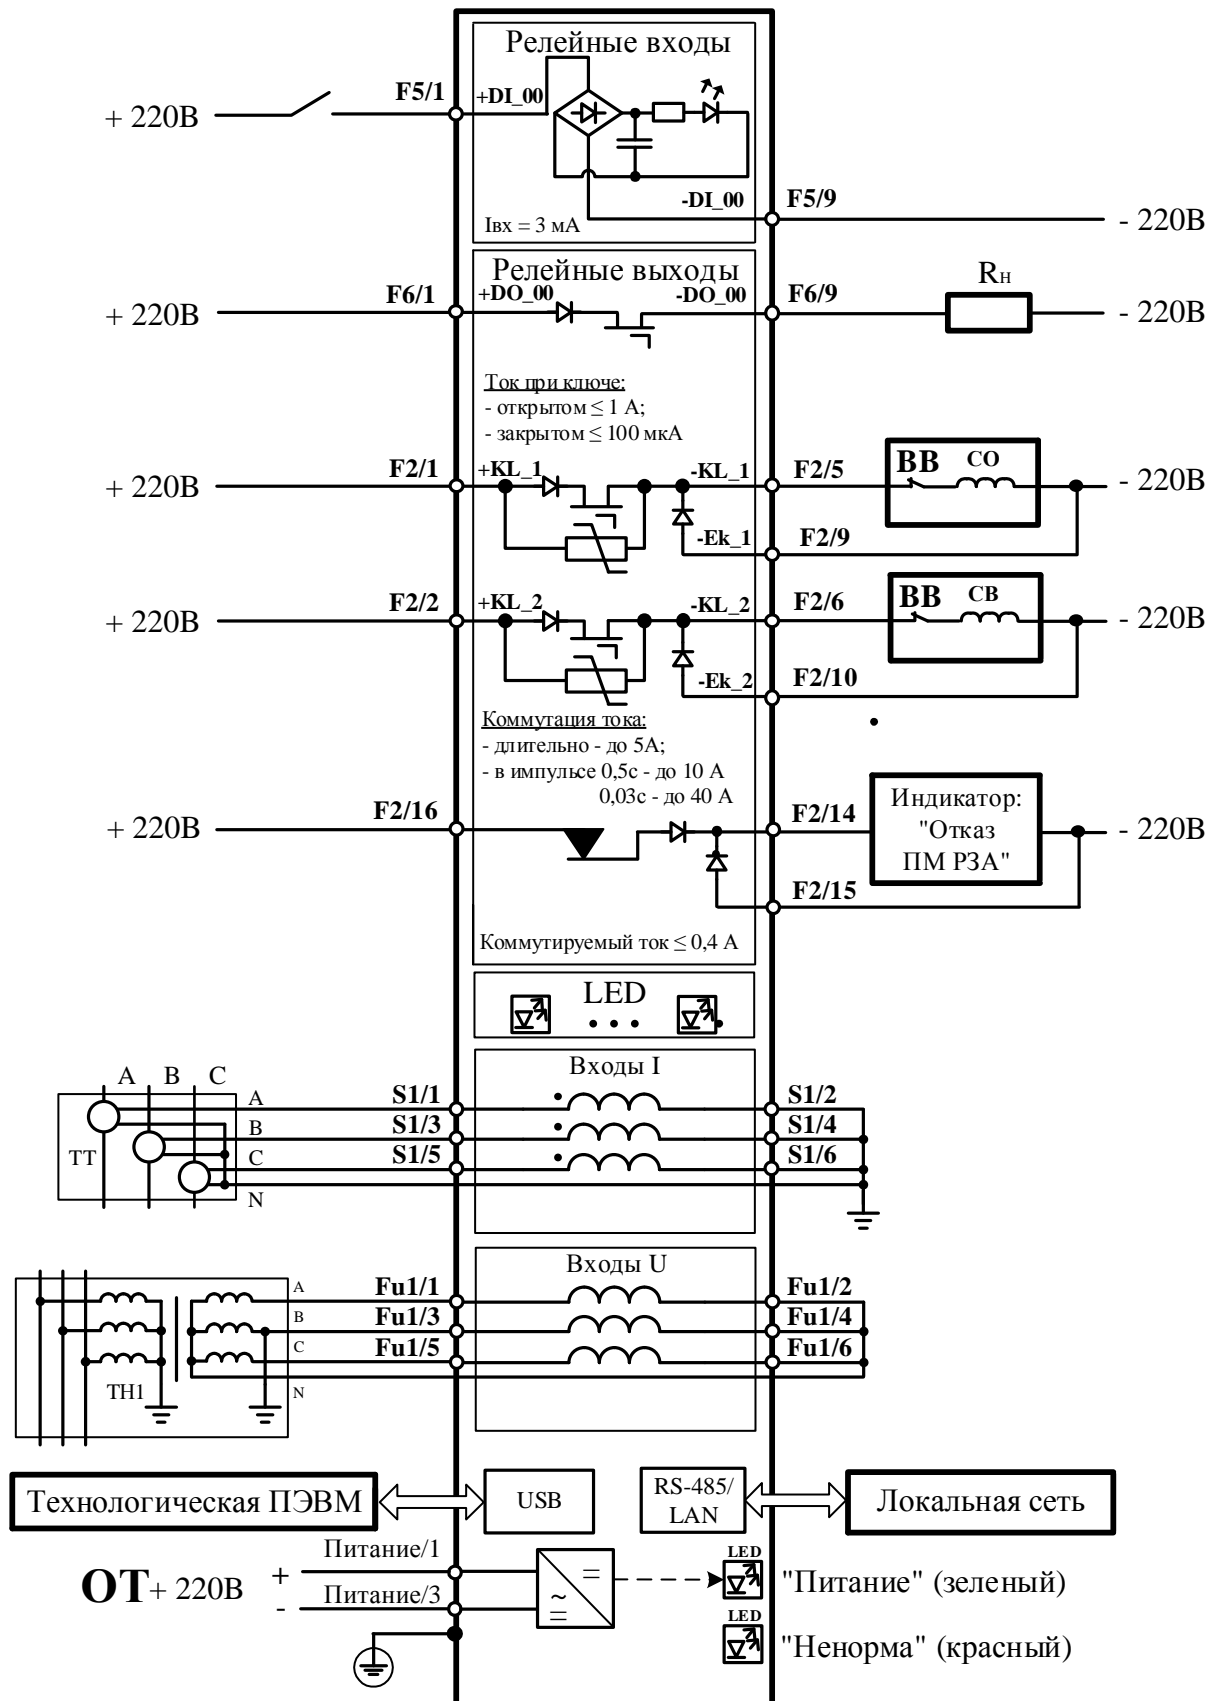 Релейные входы
+ 220В
F5/1
+DI_00
-DI_00
F5/9
- 220В
Iвх = 3 мА
Релейные выходы
+ 220В
F6/1
+DO_00
-DO_00
F6/9
Rн
- 220В
Ток при ключе:
- открытом ≤ 1 А;
- закрытом ≤ 100 мкА
+ 220В
F2/1
+KL_1
-KL_1
F2/5
ВВ
СО
- 220В
-Ek_1
F2/9
+ 220В
F2/2
+KL_2
-KL_2
F2/6
ВВ
СВ
- 220В
-Ek_2
F2/10
Коммутация тока:
- длительно - до 5А;
- в импульсе 0,5с - до 10 А
0,03с - до 40 А
+ 220В
F2/16
F2/14
Индикатор:
"Отказ
ПМ РЗА"
- 220В
F2/15
Коммутируемый ток ≤ 0,4 А
LED
Входы I
A B C
ТТ
A
B
C
N
S1/1
S1/3
S1/5
S1/2
S1/4
S1/6
Входы U
ТН1
A
B
C
N
Fu1/1
Fu1/3
Fu1/5
Fu1/2
Fu1/4
Fu1/6
Технологическая ПЭВМ
USB
RS-485/
LAN
Локальная сеть
ОТ + 220В
+
-
Питание/1
Питание/3
=
~
=
LED
"Питание" (зеленый)
LED
"Ненорма" (красный)